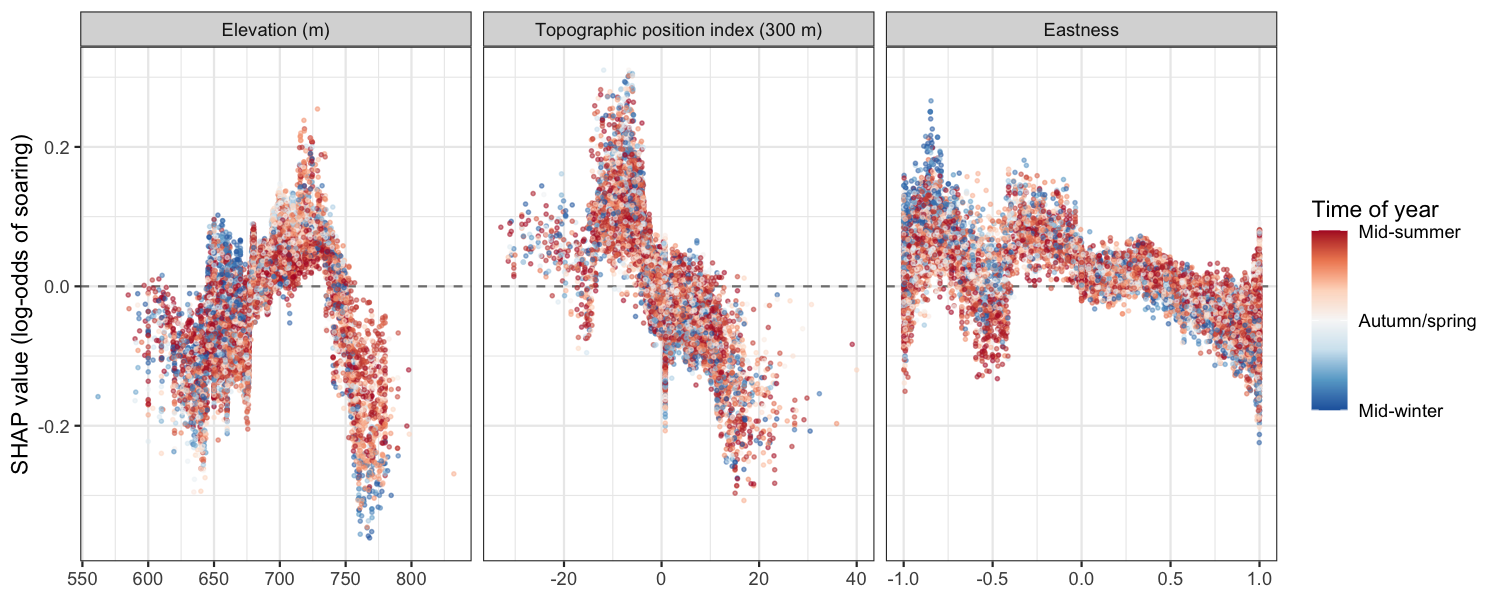 Elevation (m)
Topographic position index (300 m)
Eastness
SHAP value (log-odds of soaring)
0.2
0.0
-0.2
550 600 650 700 750 800
-20 0 20 40
-1.0 -0.5 0.0 0.5 1.0
Time of year
Mid-summer
Autumn/spring
Mid-winter